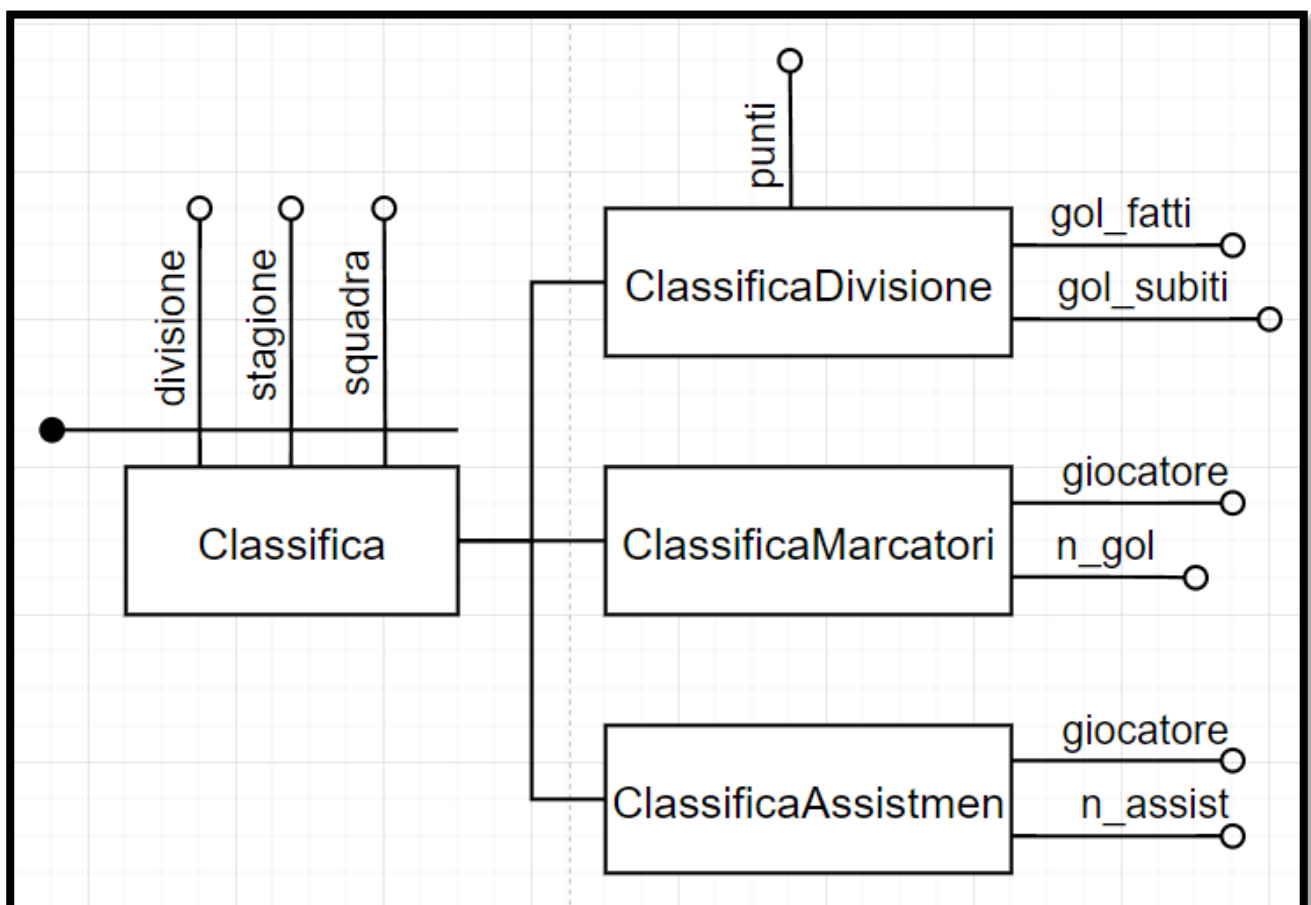 punti
divisione
stagione
squadra
gol_fatti
ClassificaDivisione
gol_subiti
giocatore
Classifica
ClassificaMarcatori
n_gol
giocatore
ClassificaAssistmen
n_assist